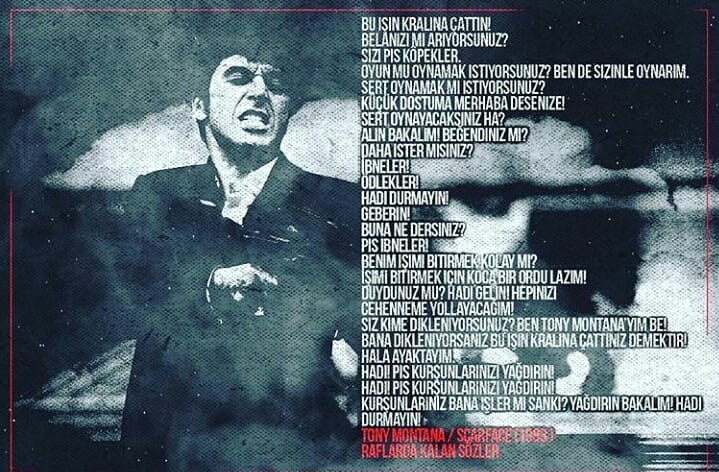 BU İŞİN KRALINA ÇATTIN!
BELANIZI MI ARIYORSUNUZ?
SİZİ PİS KÖPEKLER.
OYUN MU OYNAMAK İSTİYORSUNUZ? BEN DE SİZİNLE OYNARIM.
SERT OYNAMAK MI İSTİYORSUNUZ?
KÜÇÜK DOSTUMA MERHABA DESENİZE!
SERT OYNAYACAKSINIZ HA?
ALIN BAKALIM! BEĞENDİNİZ Mİ?
DAHA İSTER MİSİNİZ?
İBNELER!
ÖDLEKLER!
HADİ DURMAYIN!
GEBERİN!
BUNA NE DERSİNİZ?
PİS İBNELER!
BENİM İŞİMİ BİTİRMEK KOLAY MI?
İŞİMİ BİTİRMEK İÇİN KOCA BİR ORDU LAZIM!
DUYDUNUZ MU? HADİ GELİN! HEPİNİZİ
CEHENNEME YOLLAYACAĞIM!
SİZ KİME DİKLENİYORSUNUZ? BEN TONY MONTANA'YIM BE!
BANA DİKLENİYORSANIZ BU İŞİN KRALINA ÇATTINIZ DEMEKTİR!
HALA AYAKTAYIM.
HADİ! PİS KURŞUNLARINIZI YAĞDIRIN!
HADİ! PİS KURŞUNLARINIZI YAĞDIRIN!
KURŞUNLARINIZ BANA İŞLER Mİ SANKİ? YAĞDIRIN BAKALIM! HADİ
DURMAYIN!
TONY MONTANA / SCARFACE (1983)
RAFLARDA KALAN SÖZLER